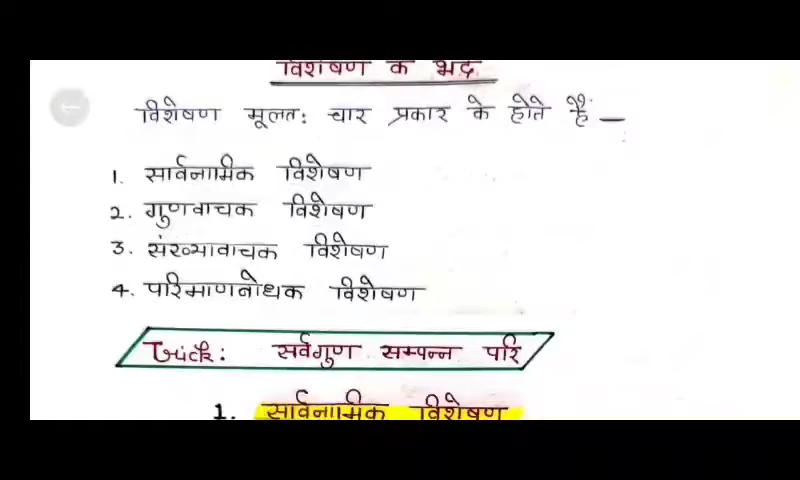 विशेषण के भेद
विशेषण मूलत: चार प्रकार के होते हैं —
1. सार्वनामिक विशेषण
2. गुणवाचक विशेषण
3. संख्यावाचक विशेषण
4. परिमाणबोधक विशेषण
Trick: सर्वगुण सम्पन्न परि
1. सार्वनामिक विशेषण